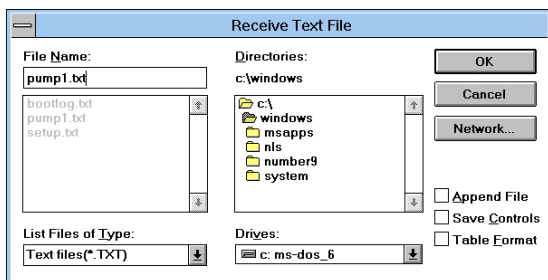 Receive Text File
File Name:
pump1.txt
bootlog.txt
pump1.txt
setup.txt
List Files of Type:
Text files(*.TXT)
Directories:
c:\windows
c:\
windows
msapps
nls
number9
system
Drives:
c: ms-dos_6
OK
Cancel
Network...
Append File
Save Controls
Table Format